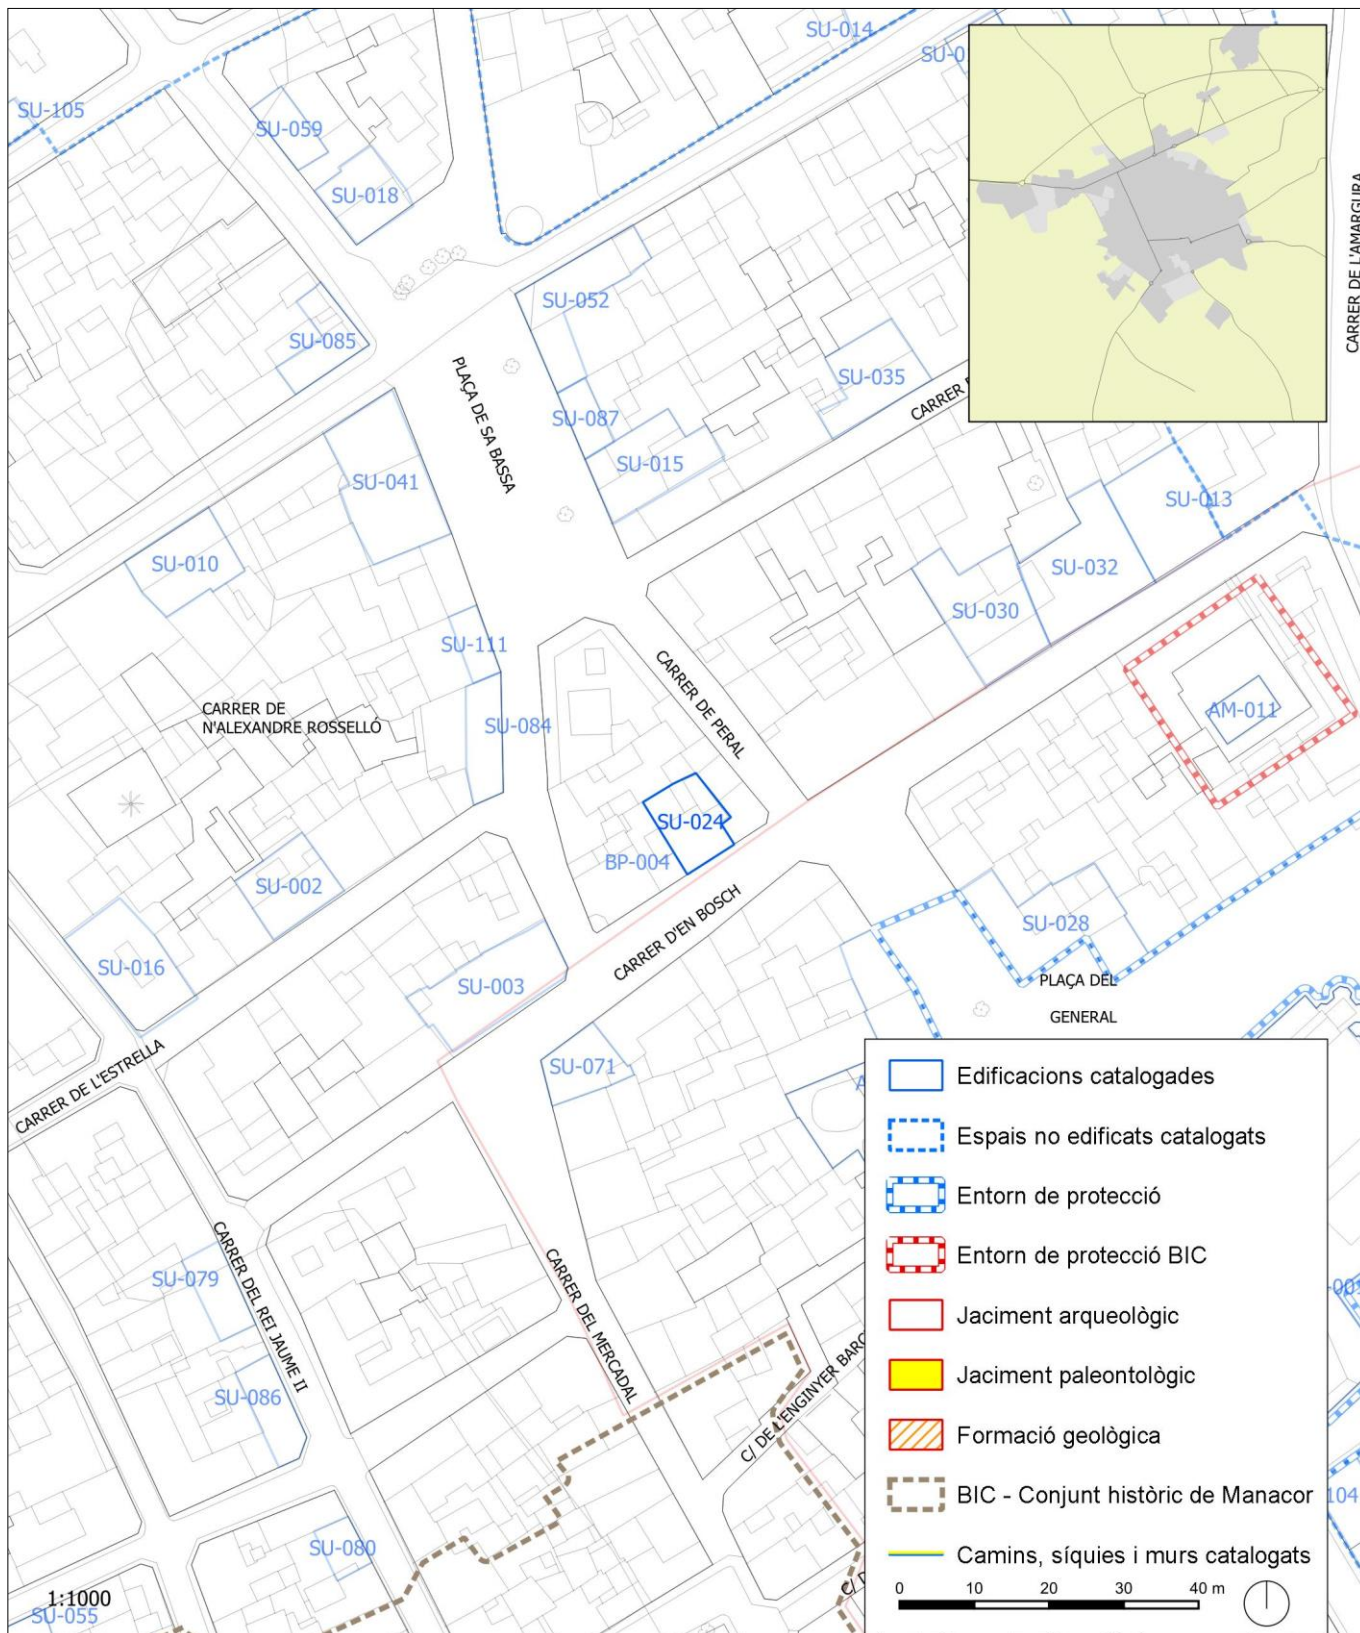 SU-014
SU-0
SU-105
SU-059
SU-018
CARRER DE L'AMARGURA
SU-052
SU-085
PLAÇA DE SA BASSA
SU-035
CARRER
SU-087
SU-015
SU-041
SU-013
SU-010
SU-032
SU-030
SU-111
CARRER DE PERAL
CARRER DE
N'ALEXANDRE ROSSELLÓ
SU-084
AM-011
SU-024
BP-004
SU-002
CARRER D'EN BOSCH
SU-028
SU-016
SU-003
PLAÇA DEL
GENERAL
CARRER DE L'ESTRELLA
SU-071
A
Edificacions catalogades
Espais no edificats catalogats
Entorn de protecció
Entorn de protecció BIC
Jaciment arqueològic
Jaciment paleontològic
Formació geològica
BIC - Conjunt històric de Manacor
Camins, síquies i murs catalogats
0 10 20 30 40 m
CARRER DEL REI JAUME II
SU-079
CARRER DEL MERCADAL
SU-086
C/ DE L'ENGINYER BARC
104
SU-080
C/ D
1:1000
SU-055